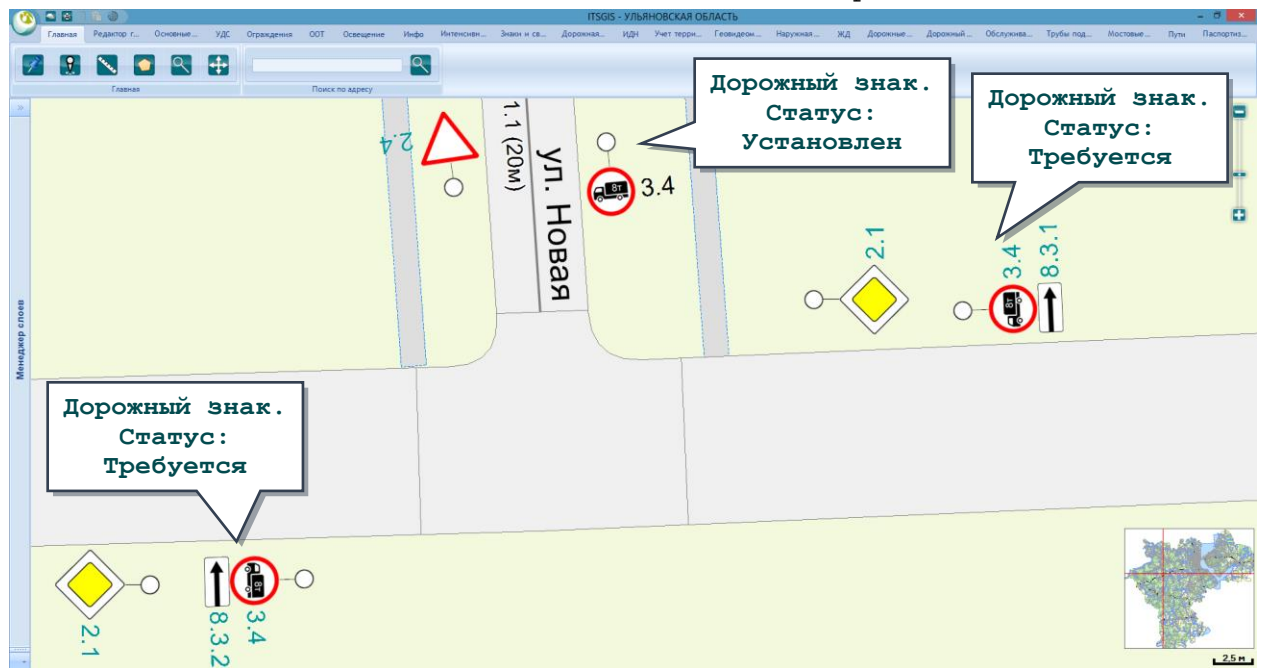 ITSGIS - УЛЬЯНОВСКАЯ ОБЛАСТЬ
Главная Редактор г... Основные... УДС Ограждения ООТ Освещение Инфо Интенсивн... Знаки и св... Дорожная... ИДН Учет терри... Геовидеои... Наружная... ЖД Дорожные... Дорожный... Обслужива... Трубы под... Мостовые... Пути Паспортиз...
Главная
Поиск по адресу
Менеджер слоев
Дорожный знак.
Статус:
Установлен
Дорожный знак.
Статус:
Требуется
2.4
1.1 (20м)
ул. Новая
8т
3.4
2.1
8т
3.4
8.3.1
Дорожный знак.
Статус:
Требуется
2.1
8.3.2
8т
3.4
2,5 м